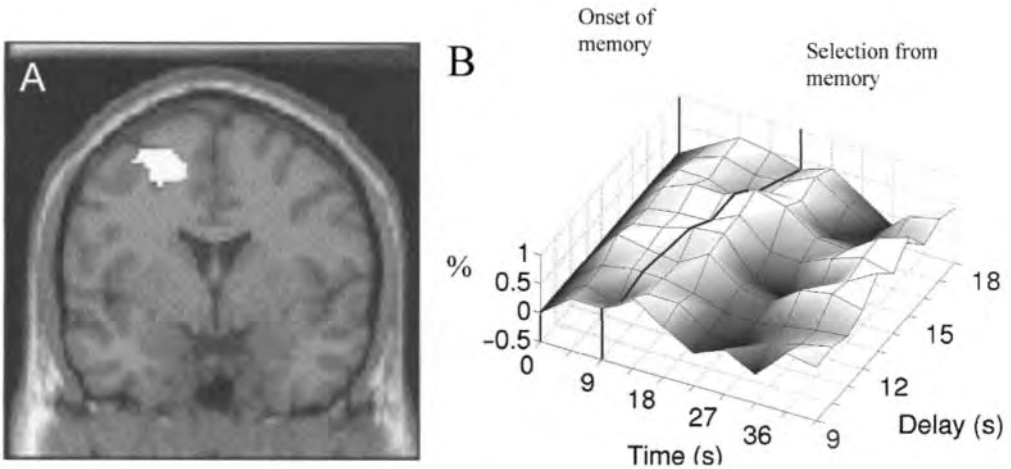 A
B
Onset of
memory
Selection from
memory
%
1
0.5
0
−0.5
0
9
18
27
36
Time (s)
9
12
15
18
Delay (s)